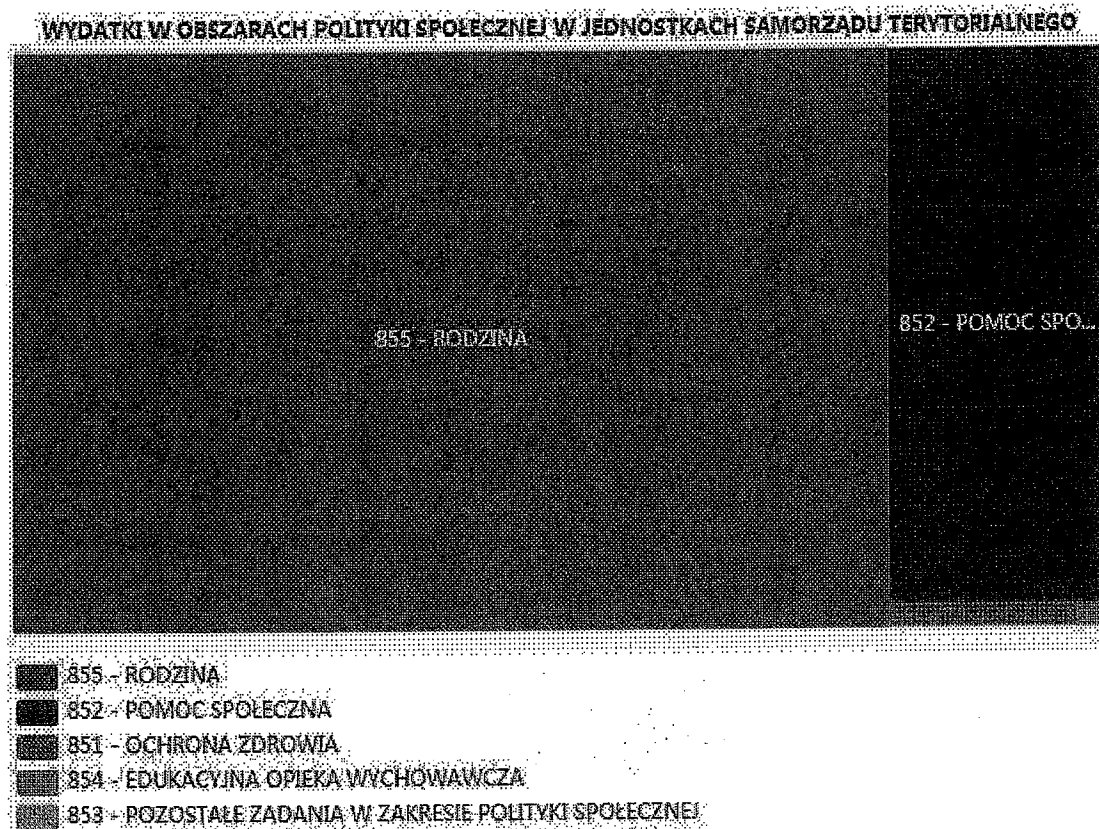 WYDATKI W OBSZARACH POLITYKI SPOŁECZNEJ W JEDNOSTKACH SAMORZĄDU TERYTORIALNEGO
855 - RODZINA
852 - POMOC SPO...
855 - RODZINA
852 - POMOC SPOŁECZNA
851 - OCHRONA ZDROWIA
854 - EDUKACYJNA OPIEKA WYCHOWAWCZA
853 - POZOSTAŁE ZADANIA W ZAKRESIE POLITYKI SPOŁECZNEJ